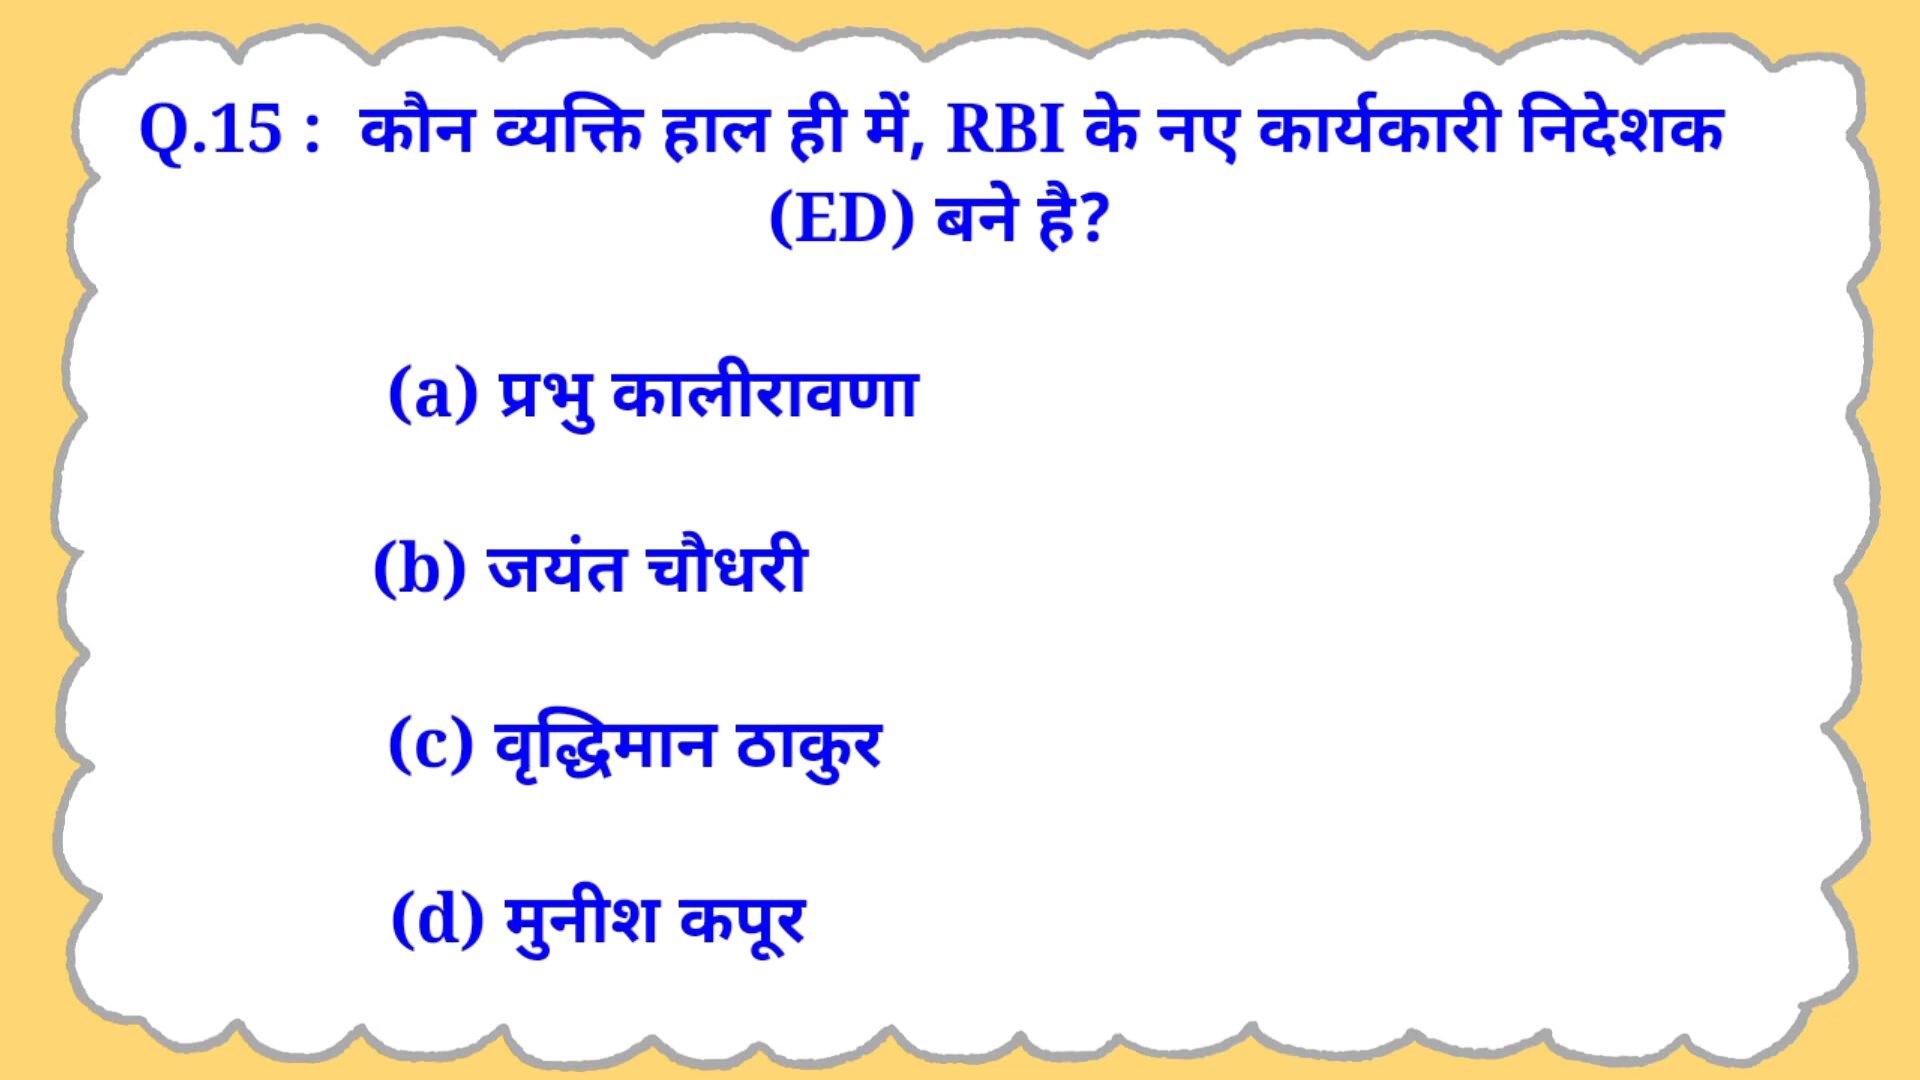 Q.15 : कौन व्यक्ति हाल ही में, RBI के नए कार्यकारी निदेशक
(ED) बने है?
(a) प्रभु कालीरावणा
(b) जयंत चौधरी
(c) वृद्धिमान ठाकुर
(d) मुनीश कपूर